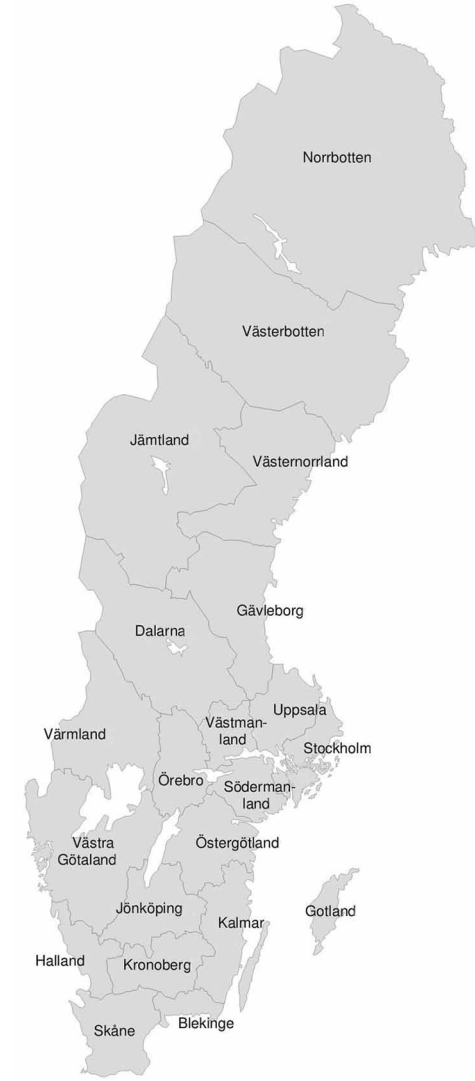 Norrbotten
Västerbotten
Jämtland
Västernorrland
Gävleborg
Dalarna
Uppsala
Västman-
land
Värmland
Stockholm
Örebro
Söderman-
land
Västra
Götaland
Östergötland
Jönköping
Gotland
Kalmar
Halland
Kronoberg
Blekinge
Skåne